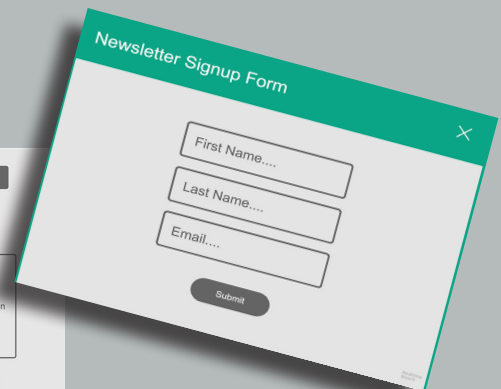 Newsletter Signup Form
First Name....
Last Name....
Email....
Submit